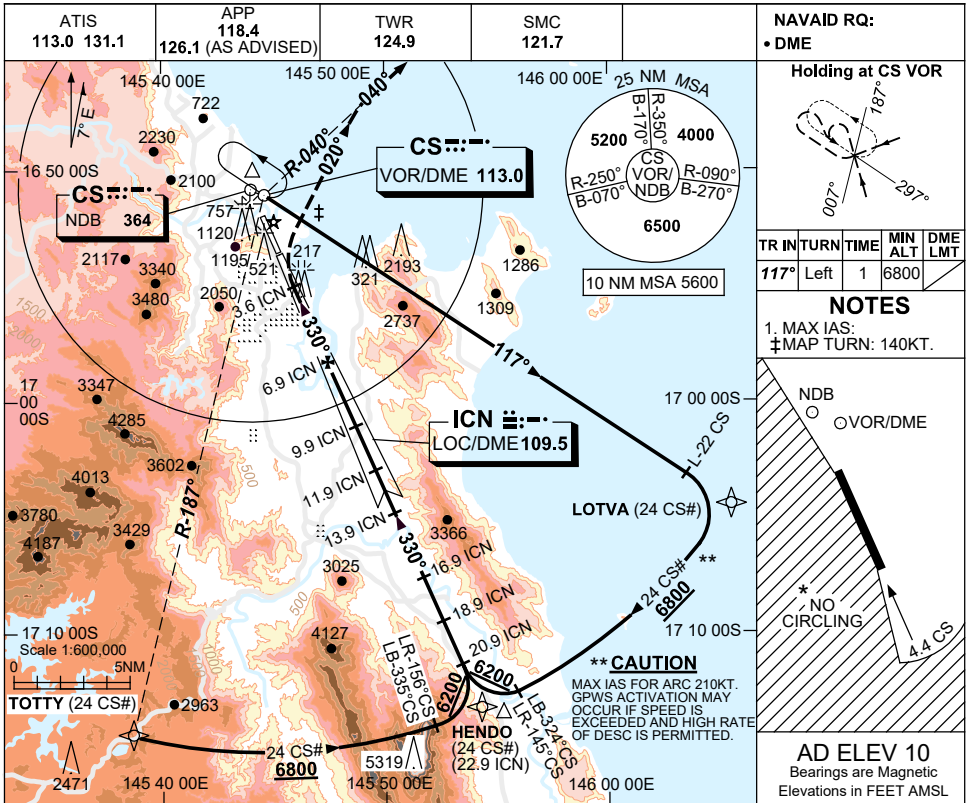 ATIS
113.0 131.1
APP
118.4
126.1 (AS ADVISED)
TWR
124.9
SMC
121.7
NAVAID RQ:
• DME
145 40 00E
145 50 00E
146 00 00E
7° E
722
2230
2100
16 50 00S
R-040°
020°
-040°
CS
VOR/DME 113.0
CS
NDB 364
757
1120
1195
521
217
2117
3340
3480
2050
3.6 ICN
330°
‡
321
2193
2737
1286
1309
25 NM MSA
B-170°
R-350°
5200
4000
R-250°
B-070°
CS
VOR/
NDB
R-090°
B-270°
6500
10 NM MSA 5600
Holding at CS VOR
187°
007°
297°
TR IN
TURN
TIME
MIN
ALT
DME
LMT
117°
Left
1
6800
NOTES
1. MAX IAS:
‡MAP TURN: 140KT.
NDB
VOR/DME
* NO
CIRCLING
4.4 CS
AD ELEV 10
Bearings are Magnetic
Elevations in FEET AMSL
1500
2000
6.9 ICN
117°
17
00
00S
17 00 00S
3347
4285
4013
3602
3780
4187
3429
500
R-187°
ICN
LOC/DME 109.5
9.9 ICN
11.9 ICN
13.9 ICN
330°
16.9 ICN
18.9 ICN
20.9 ICN
L-22 CS
LOTVA (24 CS#)
**
24 CS#
6800
3366
3025
500
4127
17 10 00S
17 10 00S
Scale 1:600,000
0
5NM
1000
TOTTY (24 CS#)
2963
2471
24 CS#
6800
LR-156°CS
LB-335°CS
6200
6200
LB-324°CS
LR-145°CS
HENDO
(24 CS#)
(22.9 ICN)
5319
**CAUTION
MAX IAS FOR ARC 210KT.
GPWS ACTIVATION MAY
OCCUR IF SPEED IS
EXCEEDED AND HIGH RATE
OF DESC IS PERMITTED.
145 40 00E
145 50 00E
146 00 00E